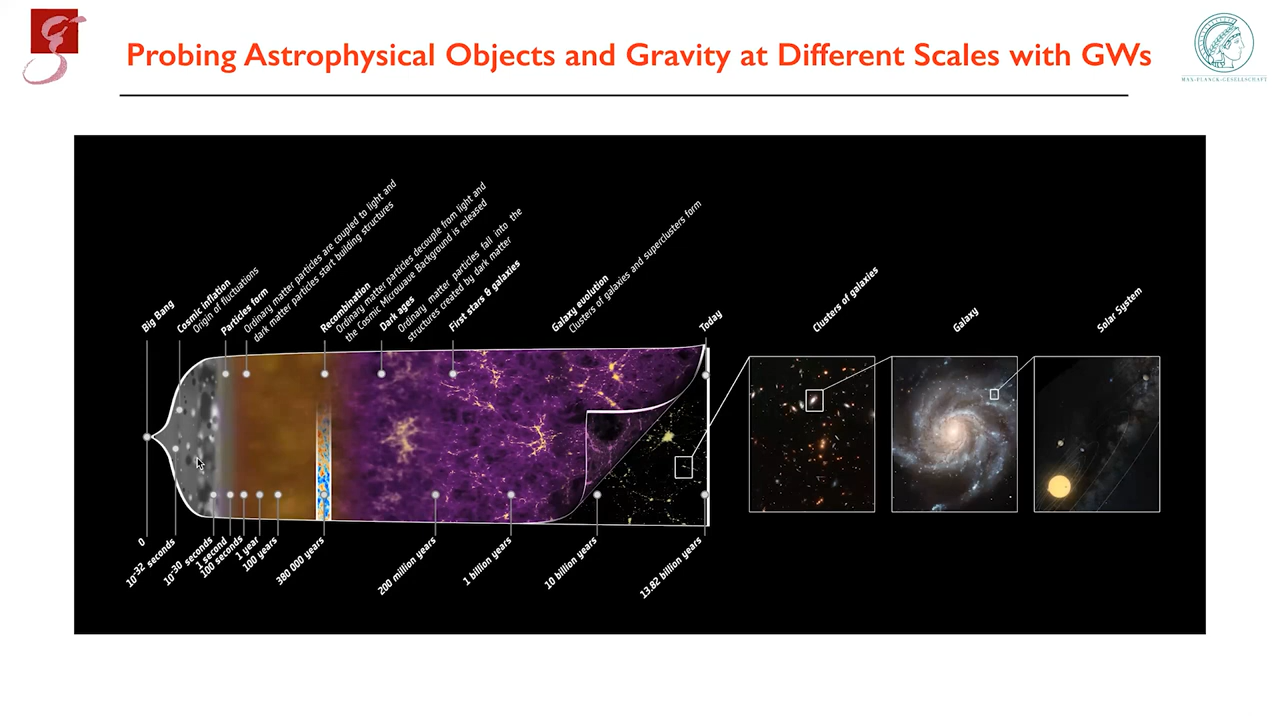 Probing Astrophysical Objects and Gravity at Different Scales with GWs
MAX-PLANCK-GESELLSCHAFT
Big Bang
Cosmic inflation
Origin of fluctuations
Particles form
Ordinary matter particles are coupled to light and
dark matter particles start building structures
Recombination
Ordinary matter particles decouple from light and
the Cosmic Microwave Background is released
Dark ages
Ordinary matter particles fall into the
structures created by dark matter
First stars & galaxies
Galaxy evolution
Clusters of galaxies and superclusters form
Today
Clusters of galaxies
Galaxy
Solar System
0
10⁻³² seconds
10⁻³⁰ seconds
1 second
100 seconds
1 year
100 years
380 000 years
200 million years
1 billion years
10 billion years
13.82 billion years